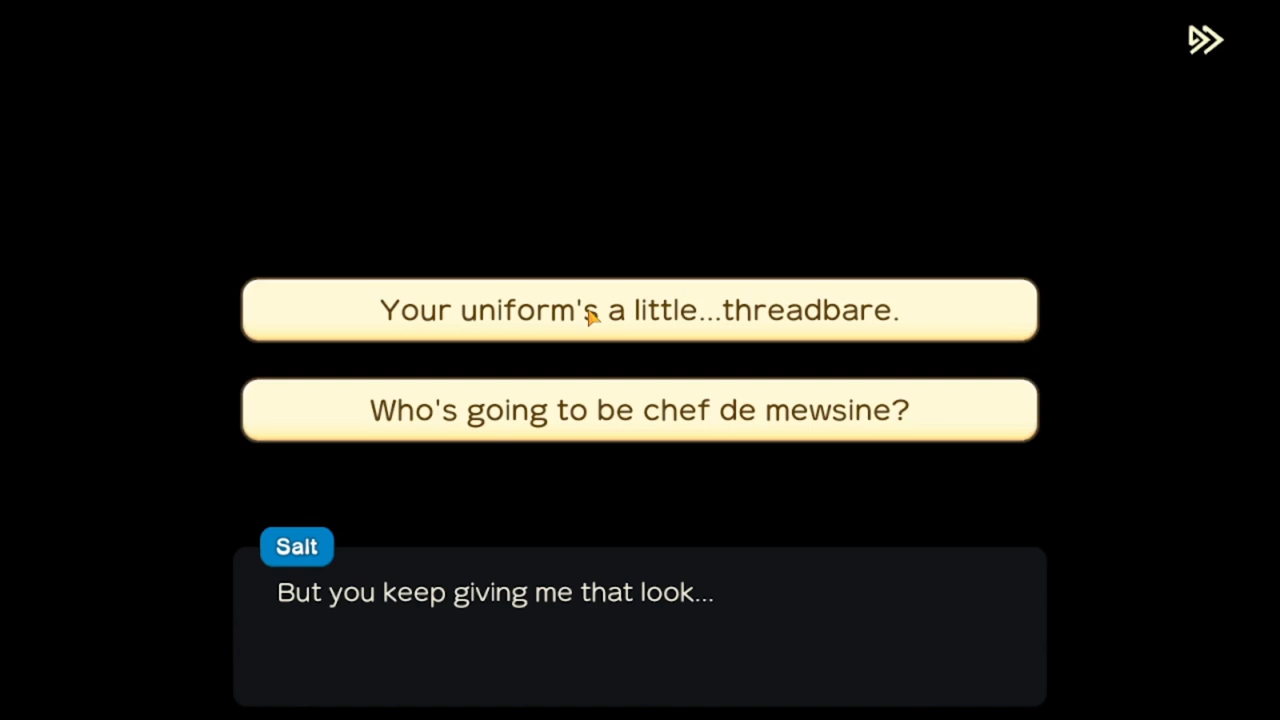 Your uniform's a little...threadbare.
Who's going to be chef de mewsine?
Salt
But you keep giving me that look...